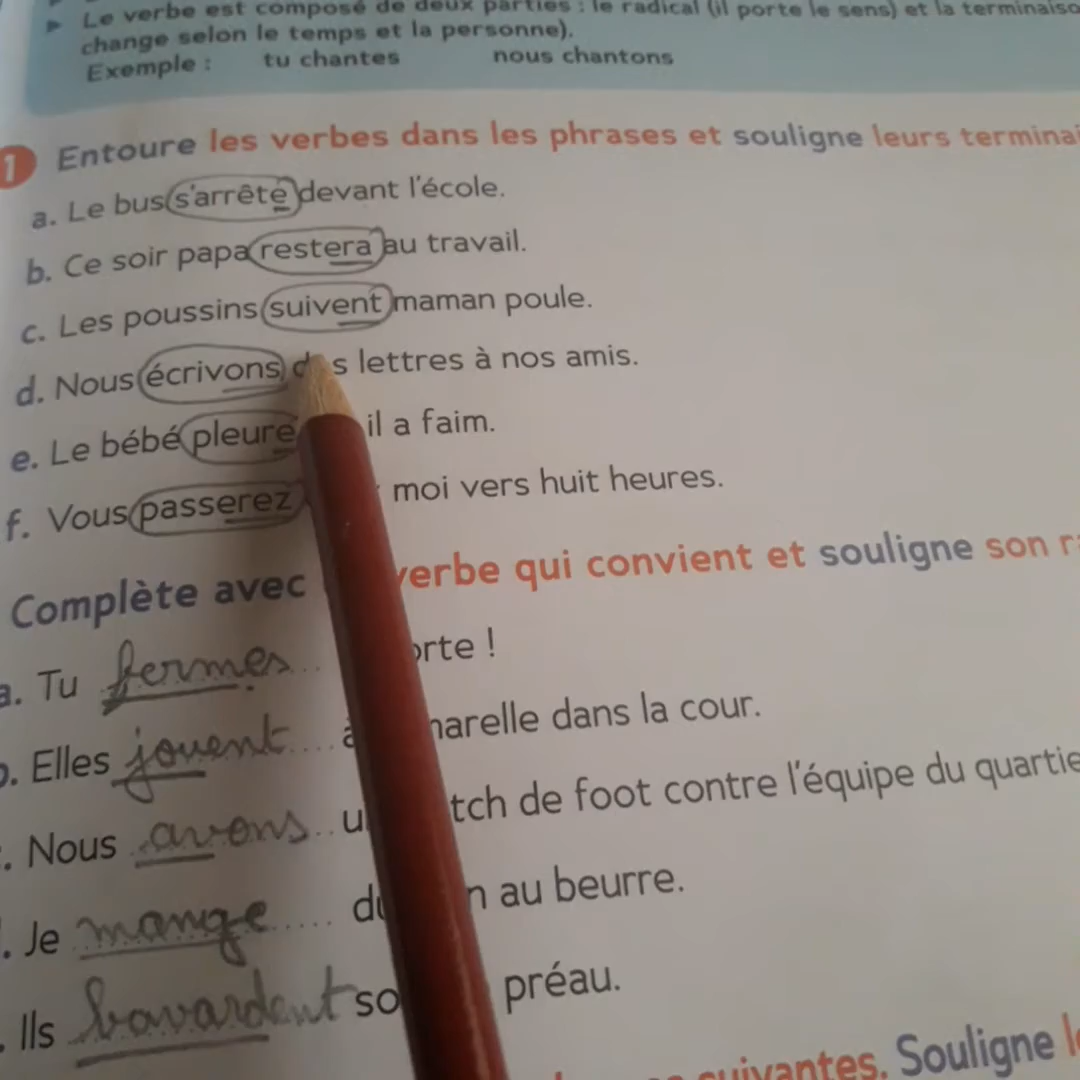 Le verbe est composé de deux parties : le radical (il porte le sens) et la terminaiso
change selon le temps et la personne).
Exemple : tu chantes nous chantons
1 Entoure les verbes dans les phrases et souligne leurs termina
a. Le bus s'arrête devant l'école.
b. Ce soir papa restera au travail.
c. Les poussins suivent maman poule.
d. Nous écrivons des lettres à nos amis.
e. Le bébé pleure il a faim.
f. Vous passerez moi vers huit heures.
Complète avec verbe qui convient et souligne son r
a. Tu fermes orte !
b. Elles jouent à narelle dans la cour.
. Nous avons u tch de foot contre l'équipe du quartie
. Je mange du n au beurre.
. Ils bavardent so préau.
suivantes. Souligne l